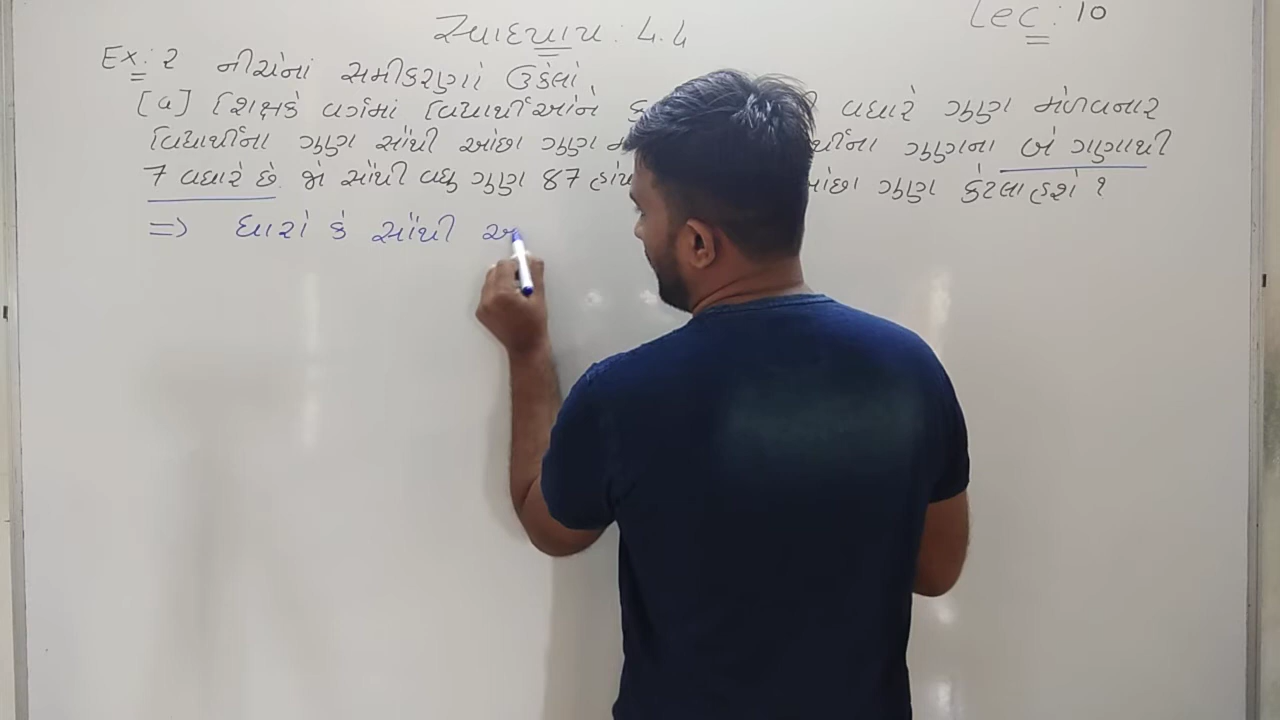 સ્વાધ્યાય : 4.4
Lec : 10
Ex : 2 નીચેનાં સમીકરણો ઉકેલો
[a] શિક્ષકે વર્ગમાં વિદ્યાર્થીઓને વધારે ગુણ મેળવનાર
વિદ્યાર્થીના ગુણ સૌથી ઓછા ગુણ ગુણના બે ગણાથી
7 વધારે છે. જો સૌથી વધુ ગુણ 87 ગુણ કેટલા હશે ?
=> ધારો કે સૌથી